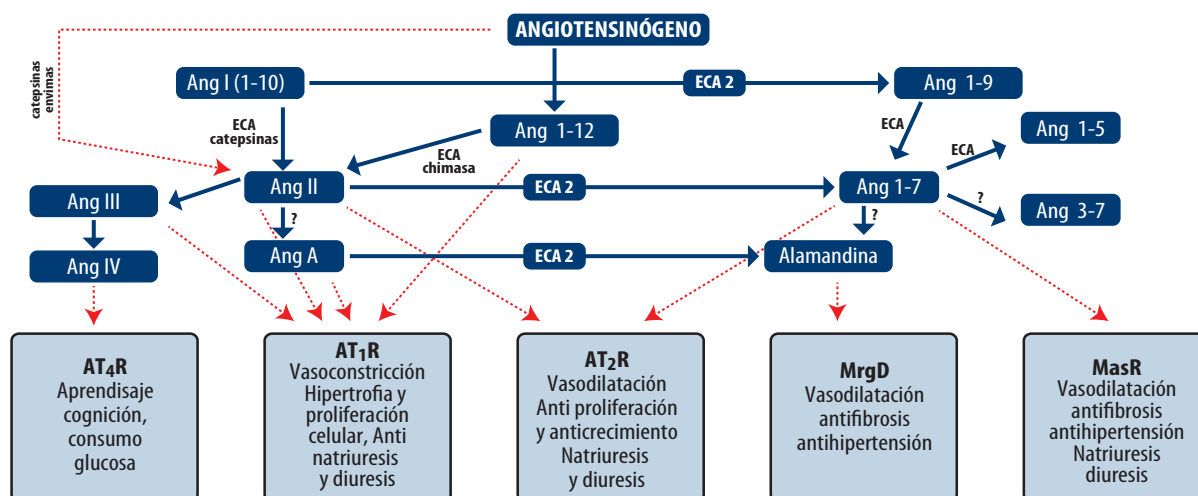 ANGIOTENSINÓGENO
catepsinas
envimas
Ang I (1-10)
ECA 2
Ang 1-9
ECA
catepsinas
Ang 1-12
ECA
Ang 1-5
ECA
chimasa
ECA
Ang III
Ang II
ECA 2
Ang 1-7
?
Ang 3-7
?
?
Ang IV
Ang A
ECA 2
Alamandina
AT4R
Aprendisaje
cognición,
consumo
glucosa
AT1R
Vasoconstricción
Hipertrofia y
proliferación
celular, Anti
natriuresis
y diuresis
AT2R
Vasodilatación
Anti proliferación
y anticrecimiento
Natriuresis
y diuresis
MrgD
Vasodilatación
antifibrosis
antihipertensión
MasR
Vasodilatación
antifibrosis
antihipertensión
Natriuresis
diuresis